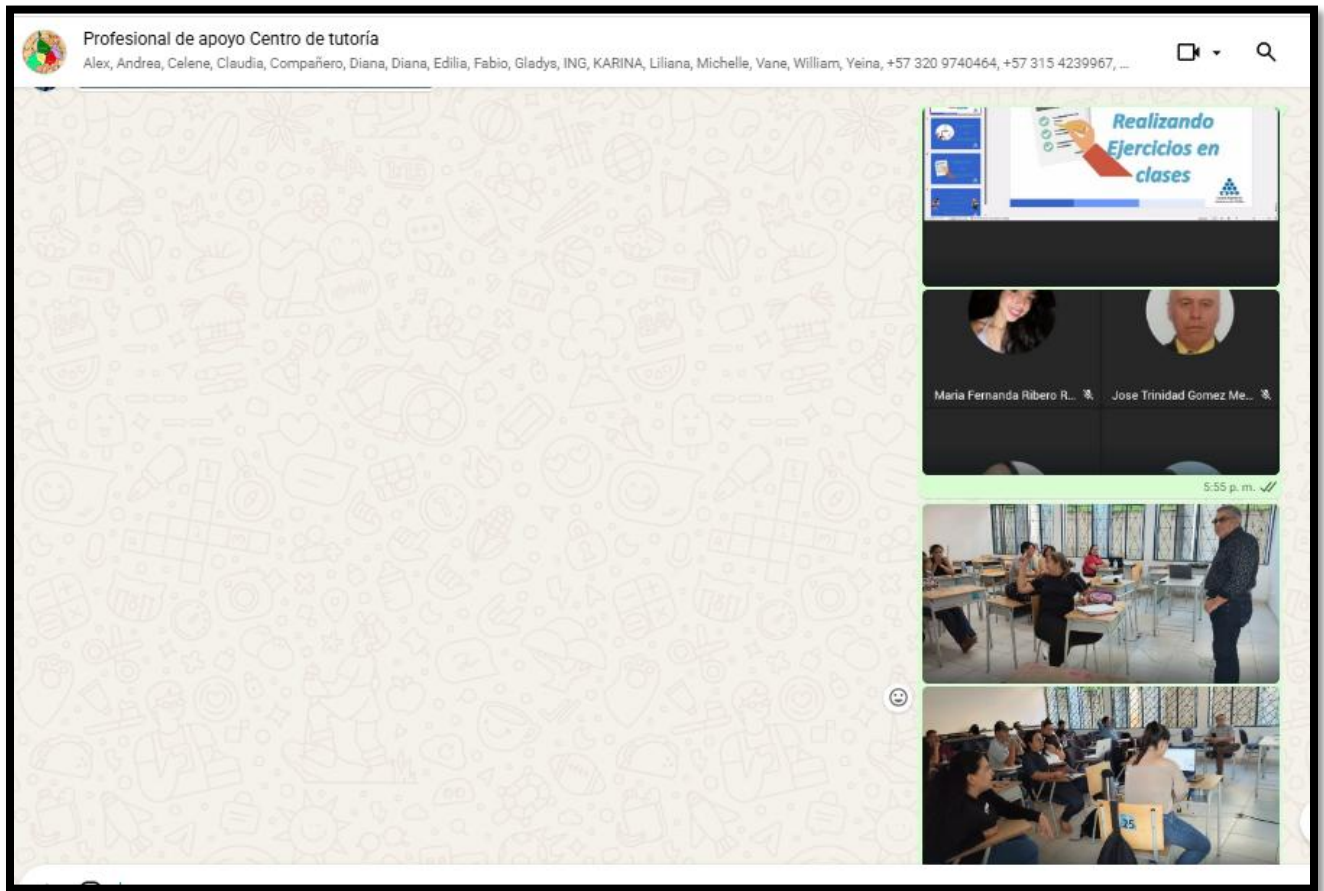 Profesional de apoyo Centro de tutoría
Alex, Andrea, Celene, Claudia, Compañero, Diana, Diana, Edilia, Fabio, Gladys, ING, KARINA, Liliana, Michelle, Vane, William, Yeina, +57 320 9740464, +57 315 4239967, ...
Realizando
Ejercicios en
clases
Maria Fernanda Ribero R...
Jose Trinidad Gomez Me...
5:55 p. m.
25